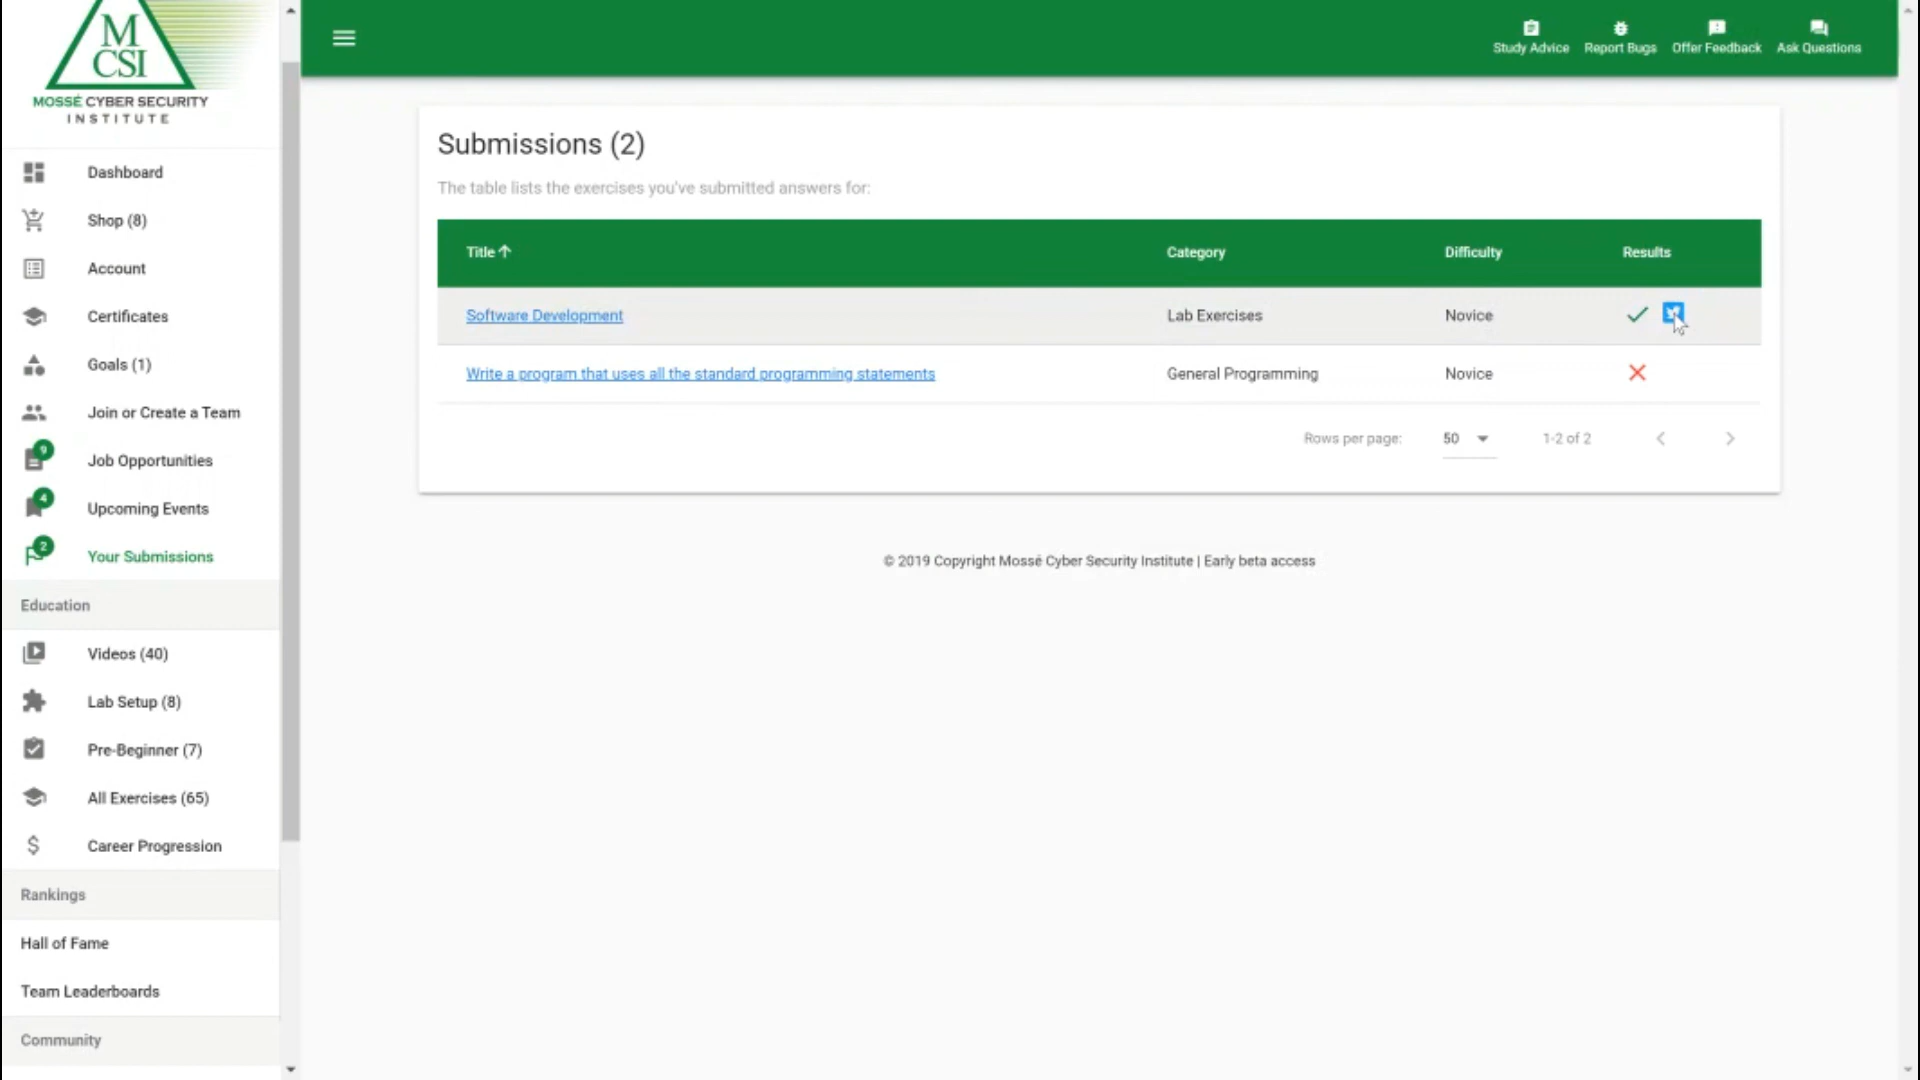 M
CSI
MOSSÉ CYBER SECURITY
INSTITUTE
Dashboard
Shop (8)
Account
Certificates
Goals (1)
Join or Create a Team
9
Job Opportunities
4
Upcoming Events
2
Your Submissions
Education
Videos (40)
Lab Setup (8)
Pre-Beginner (7)
All Exercises (65)
Career Progression
Rankings
Hall of Fame
Team Leaderboards
Community
Study Advice Report Bugs Offer Feedback Ask Questions
Submissions (2)
The table lists the exercises you've submitted answers for:
Title Category Difficulty Results
Software Development Lab Exercises Novice
Write a program that uses all the standard programming statements General Programming Novice
Rows per page: 50 1-2 of 2
© 2019 Copyright Mossé Cyber Security Institute | Early beta access